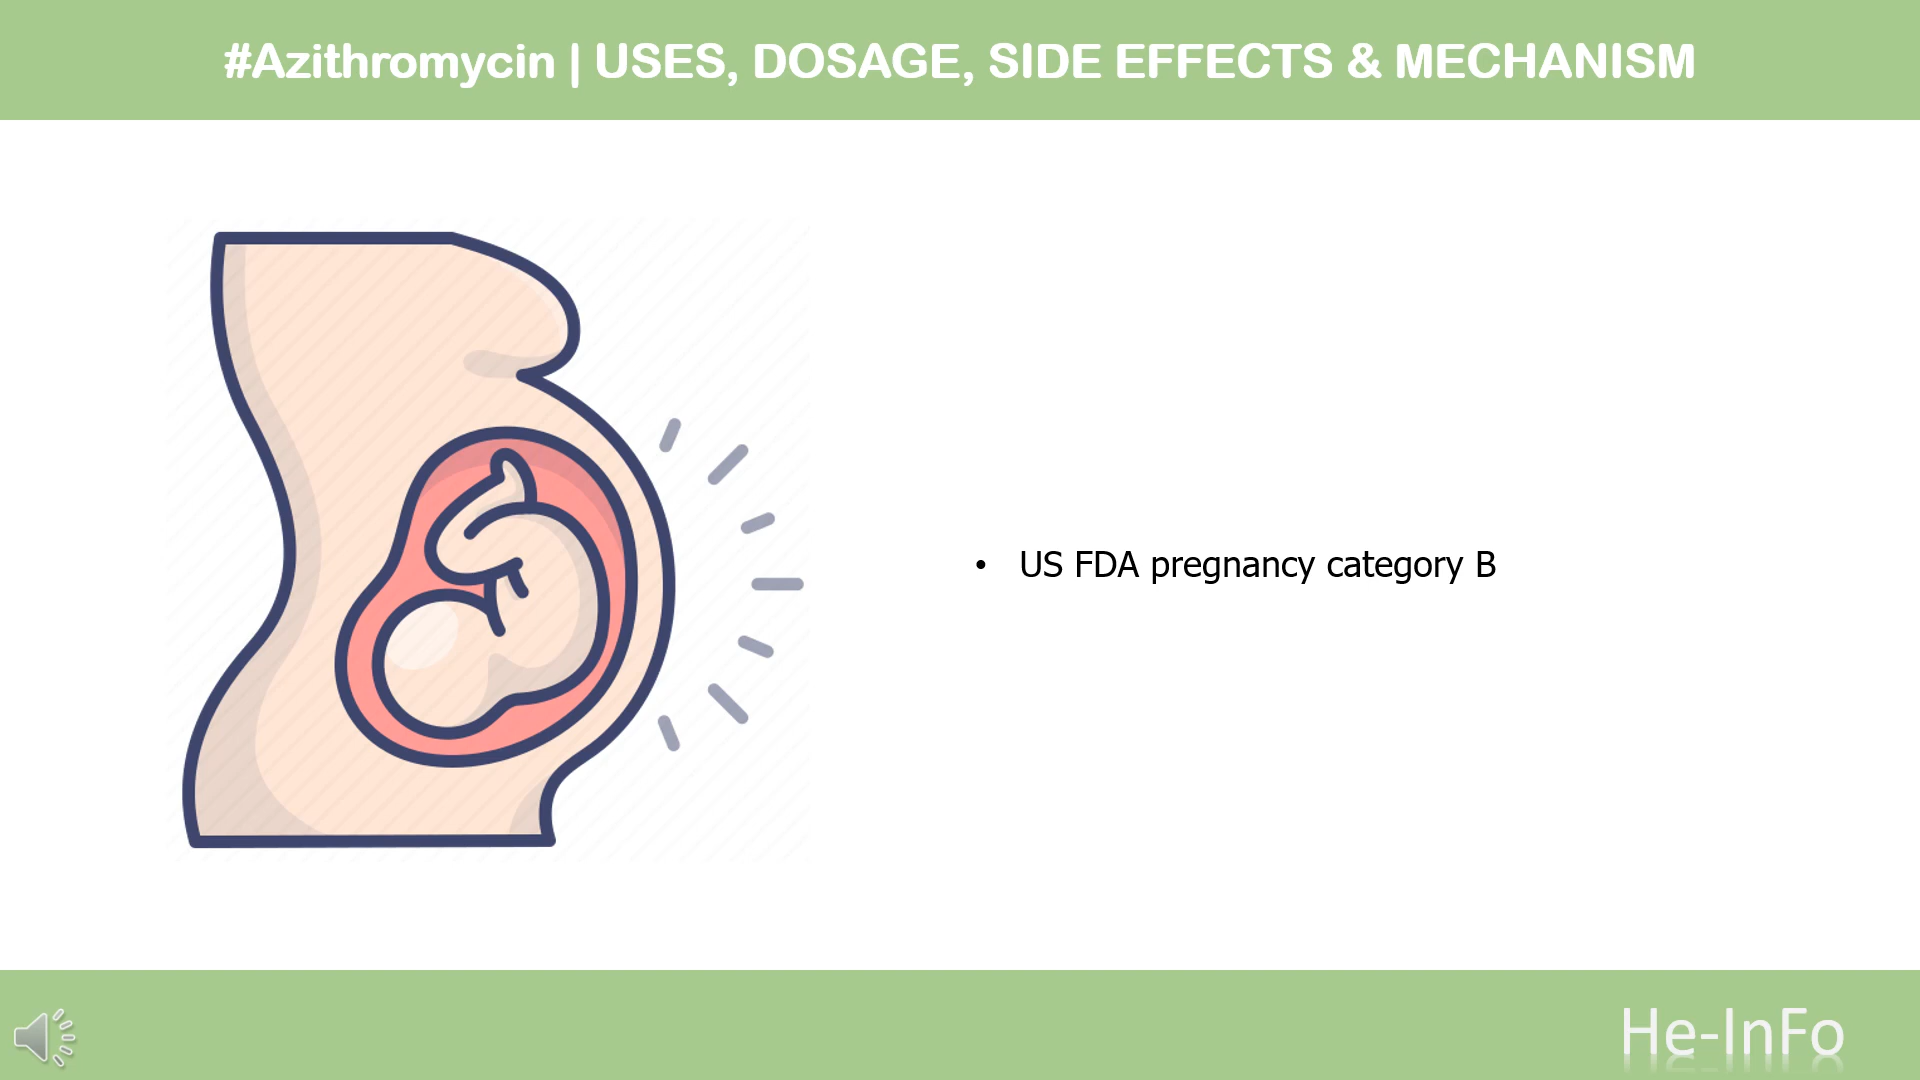 #Azithromycin | USES, DOSAGE, SIDE EFFECTS & MECHANISM
• US FDA pregnancy category B
He-InFo